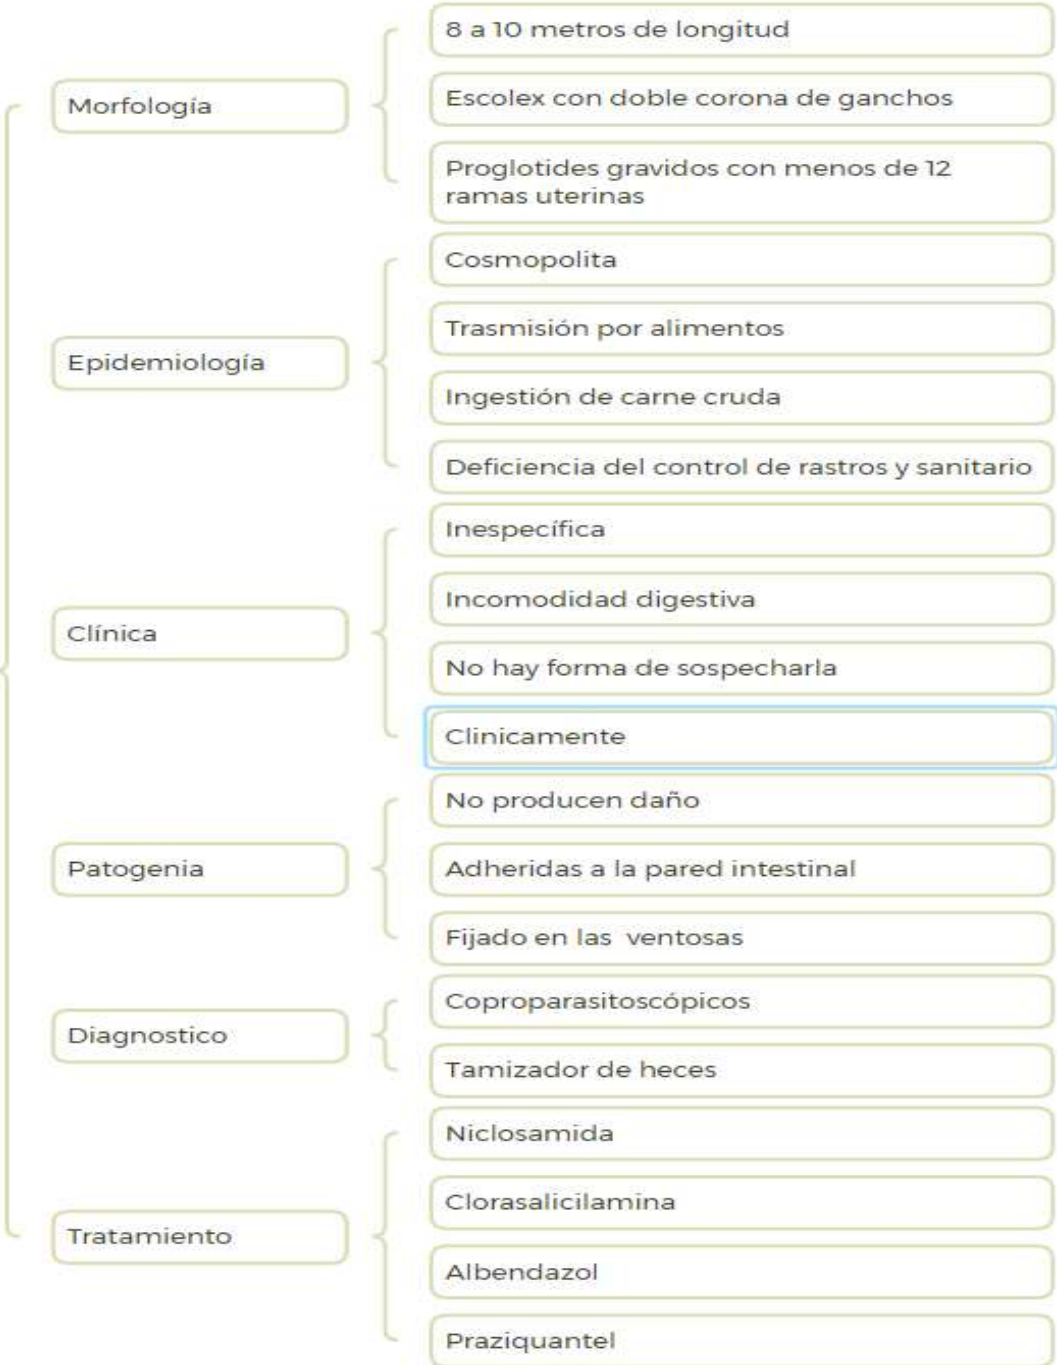 Morfología
8 a 10 metros de longitud
Escolex con doble corona de ganchos
Proglotides gravidos con menos de 12
ramas uterinas
Epidemiología
Cosmopolita
Trasmisión por alimentos
Ingestión de carne cruda
Deficiencia del control de rastros y sanitario
Clínica
Inespecífica
Incomodidad digestiva
No hay forma de sospecharla
Clinicamente
Patogenia
No producen daño
Adheridas a la pared intestinal
Fijado en las ventosas
Diagnostico
Coproparasitoscópicos
Tamizador de heces
Tratamiento
Niclosamida
Clorasalicilamina
Albendazol
Praziquantel